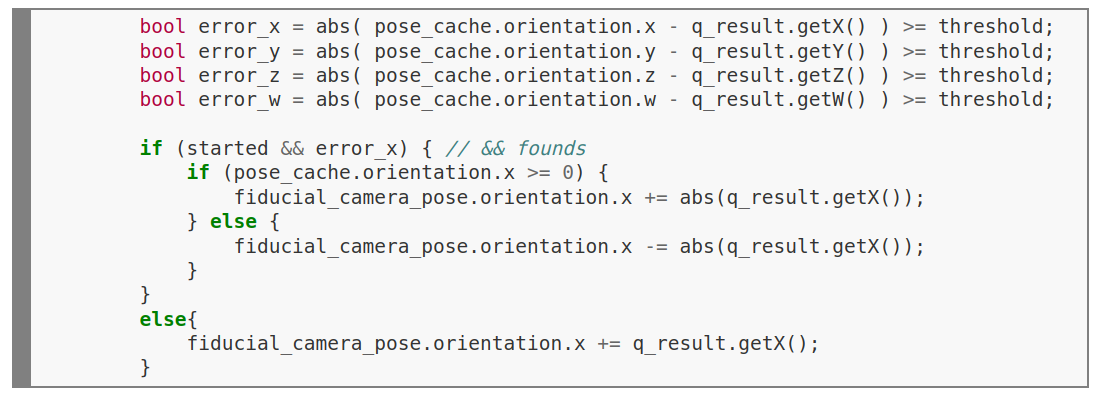 bool error_x = abs( pose_cache.orientation.x - q_result.getX() ) >= threshold;
bool error_y = abs( pose_cache.orientation.y - q_result.getY() ) >= threshold;
bool error_z = abs( pose_cache.orientation.z - q_result.getZ() ) >= threshold;
bool error_w = abs( pose_cache.orientation.w - q_result.getW() ) >= threshold;

if (started && error_x) { // && founds
    if (pose_cache.orientation.x >= 0) {
        fiducial_camera_pose.orientation.x += abs(q_result.getX());
    } else {
        fiducial_camera_pose.orientation.x -= abs(q_result.getX());
    }
}
else{
    fiducial_camera_pose.orientation.x += q_result.getX();
}